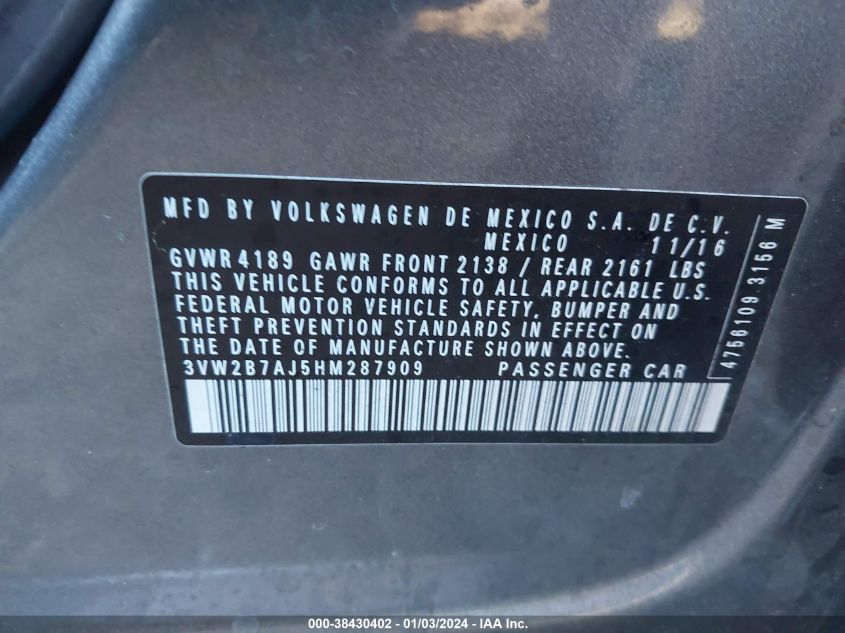 MFD BY VOLKSWAGEN DE MEXICO S.A. DE C.V.
MEXICO 11/16
GVWR 4189 GAWR FRONT 2138 / REAR 2161 LBS
THIS VEHICLE CONFORMS TO ALL APPLICABLE U.S.
FEDERAL MOTOR VEHICLE SAFETY, BUMPER AND
THEFT PREVENTION STANDARDS IN EFFECT ON
THE DATE OF MANUFACTURE SHOWN ABOVE.
3VW2B7AJ5HM287909 PASSENGER CAR
4756109 3156 M
000-38430402 - 01/03/2024 - IAA Inc.